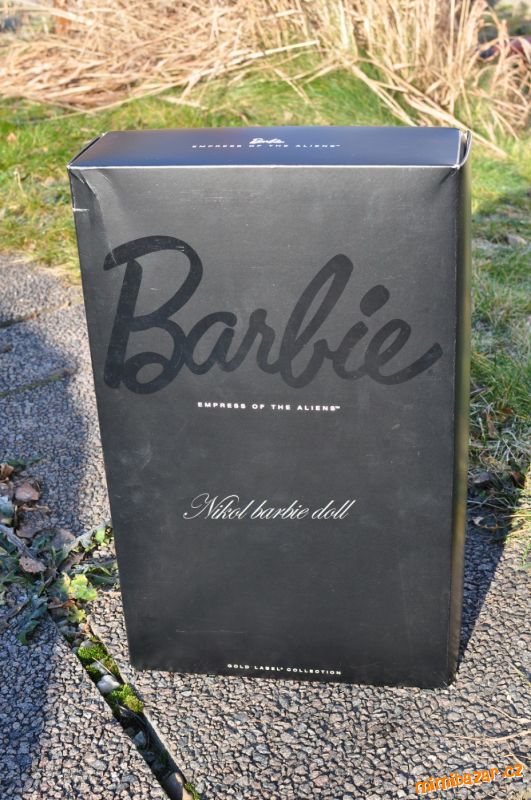 Barbie
EMPRESS OF THE ALIENS™
Barbie
EMPRESS OF THE ALIENS™
Nikol barbie doll
GOLD LABEL® COLLECTION
mimibazar.cz